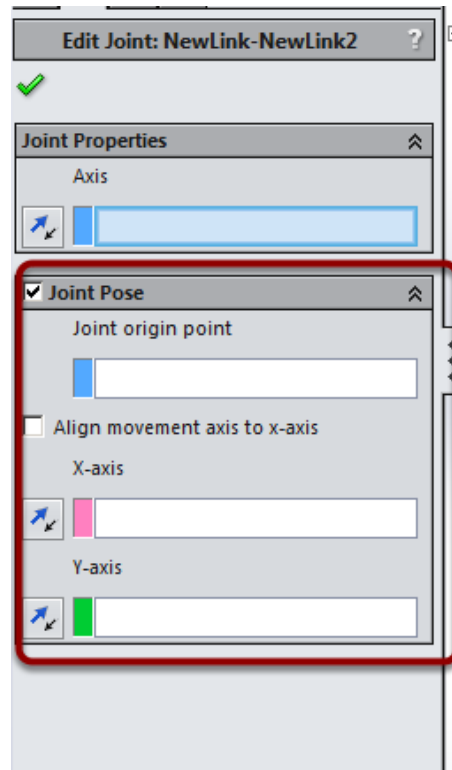 Edit Joint: NewLink-NewLink2 ?
Joint Properties
Axis
Joint Pose
Joint origin point
Align movement axis to x-axis
X-axis
Y-axis